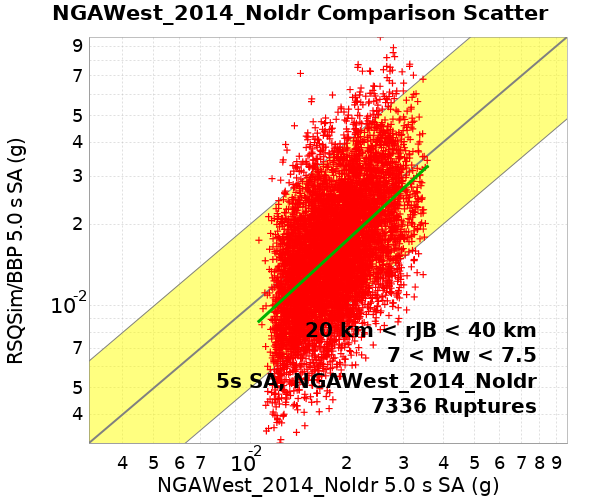 NGAWest_2014_NoIdr Comparison Scatter
RSQSim/BBP 5.0 s SA (g)
9
7
5
4
3
2
10-2
7
5
4
20 km < rJB < 40 km
7 < Mw < 7.5
5s SA, NGAWest_2014_NoIdr
7336 Ruptures
4 5 6 7 10-2 2 3 4 5 6 7 8 9
NGAWest_2014_NoIdr 5.0 s SA (g)